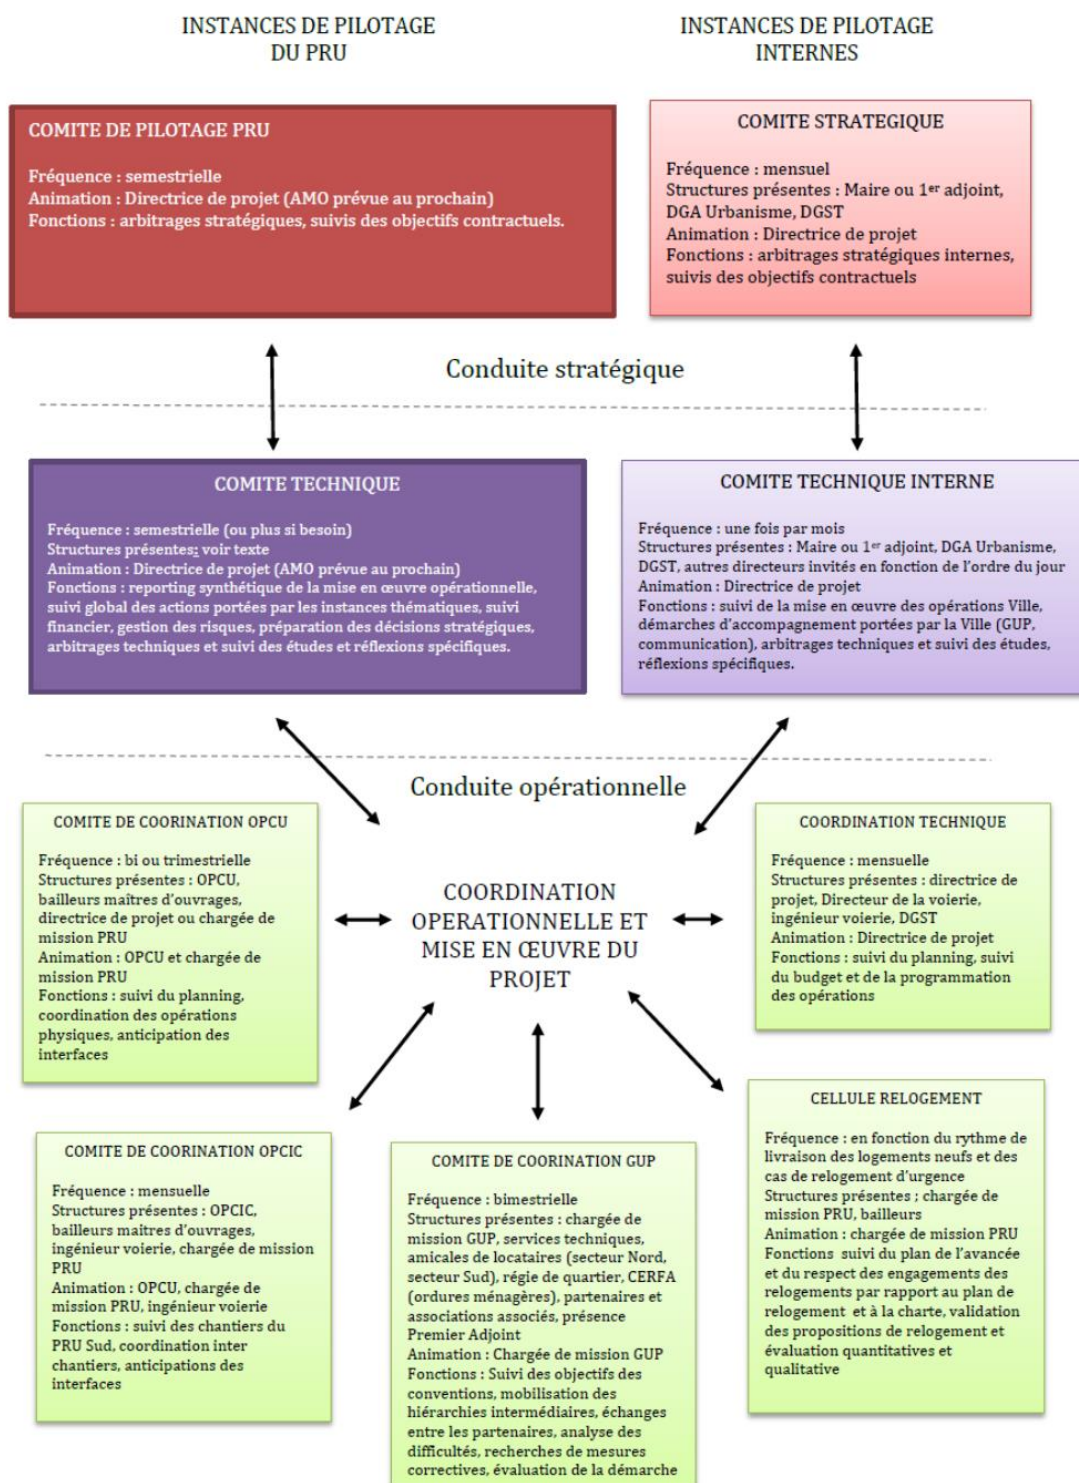 INSTANCES DE PILOTAGE
DU PRU
INSTANCES DE PILOTAGE
INTERNES
COMITE DE PILOTAGE PRU
Fréquence : semestrielle
Animation : Directrice de projet (AMO prévue au prochain)
Fonctions : arbitrages stratégiques, suivis des objectifs contractuels.
COMITE STRATEGIQUE
Fréquence : mensuel
Structures présentes : Maire ou 1er adjoint,
DGA Urbanisme, DGST
Animation : Directrice de projet
Fonctions : arbitrages stratégiques internes,
suivis des objectifs contractuels
Conduite stratégique
COMITE TECHNIQUE
Fréquence : semestrielle (ou plus si besoin)
Structures présentes: voir texte
Animation : Directrice de projet (AMO prévue au prochain)
Fonctions : reporting synthétique de la mise en œuvre opérationnelle,
suivi global des actions portées par les instances thématiques, suivi
financier, gestion des risques, préparation des décisions stratégiques,
arbitrages techniques et suivi des études et réflexions spécifiques.
COMITE TECHNIQUE INTERNE
Fréquence : une fois par mois
Structures présentes : Maire ou 1er adjoint, DGA Urbanisme,
DGST, autres directeurs invités en fonction de l'ordre du jour
Animation : Directrice de projet
Fonctions : suivi de la mise en œuvre des opérations Ville,
démarches d'accompagnement portées par la Ville (GUP,
communication), arbitrages techniques et suivi des études,
réflexions spécifiques.
Conduite opérationnelle
COMITE DE COORINATION OPCU
Fréquence : bi ou trimestrielle
Structures présentes : OPCU,
bailleurs maîtres d'ouvrages,
directrice de projet ou chargée de
mission PRU
Animation : OPCU et chargée de
mission PRU
Fonctions : suivi du planning,
coordination des opérations
physiques, anticipation des
interfaces
COORDINATION
OPERATIONNELLE ET
MISE EN ŒUVRE DU
PROJET
COORDINATION TECHNIQUE
Fréquence : mensuelle
Structures présentes : directrice de
projet, Directeur de la voierie,
ingénieur voierie, DGST
Animation : Directrice de projet
Fonctions : suivi du planning, suivi
du budget et de la programmation
des opérations
COMITE DE COORINATION OPCIC
Fréquence : mensuelle
Structures présentes : OPCIC,
bailleurs maîtres d'ouvrages,
ingénieur voierie, chargée de mission
PRU
Animation : OPCU, chargée de
mission PRU, ingénieur voierie
Fonctions : suivi des chantiers du
PRU Sud, coordination inter
chantiers, anticipations des
interfaces
COMITE DE COORINATION GUP
Fréquence : bimestrielle
Structures présentes : chargée de
mission GUP, services techniques,
amicales de locataires (secteur Nord,
secteur Sud), régie de quartier, CERFA
(ordures ménagères), partenaires et
associations associés, présence
Premier Adjoint
Animation : Chargée de mission GUP
Fonctions : Suivi des objectifs des
conventions, mobilisation des
hiérarchies intermédiaires, échanges
entre les partenaires, analyse des
difficultés, recherches de mesures
correctives, évaluation de la démarche
CELLULE RELOGEMENT
Fréquence : en fonction du rythme de
livraison des logements neufs et des
cas de relogement d'urgence
Structures présentes ; chargée de
mission PRU, bailleurs
Animation : chargée de mission PRU
Fonctions suivi du plan de l'avancée
et du respect des engagements des
relogements par rapport au plan de
relogement et à la charte, validation
des propositions de relogement et
évaluation quantitatives et
qualitative